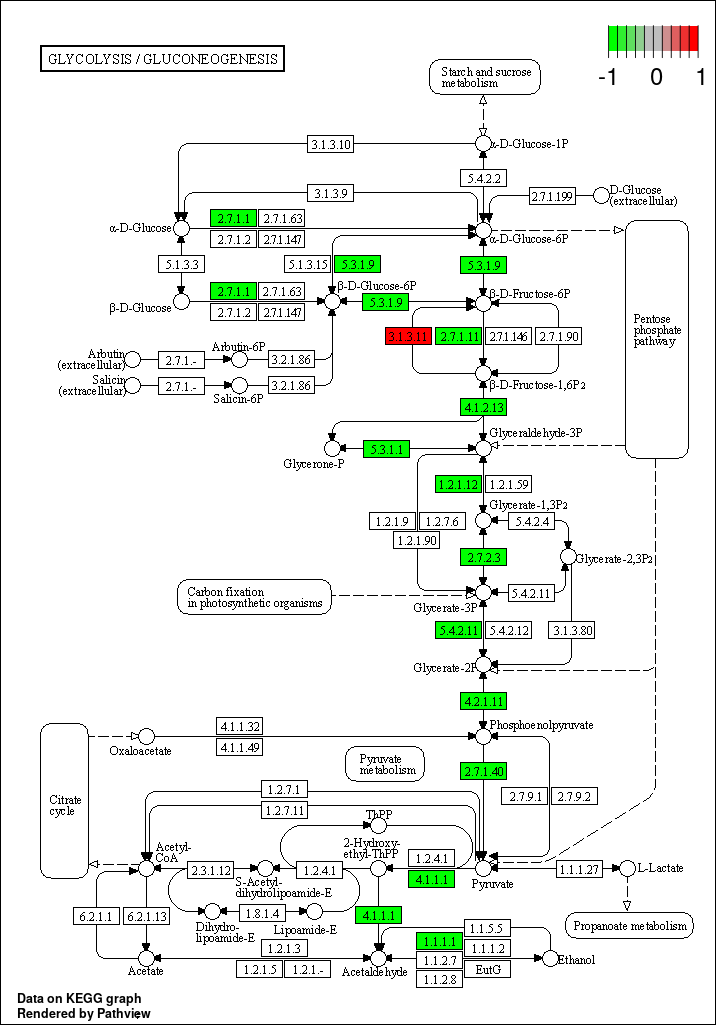 GLYCOLYSIS / GLUCONEOGENESIS
-1 0 1
Starch and sucrose
metabolism
3.1.3.10
α-D-Glucose-1P
5.4.2.2
3.1.3.9
2.7.1.199
D-Glucose
(extracellular)
α-D-Glucose
2.7.1.1
2.7.1.63
2.7.1.2
2.7.1.147
α-D-Glucose-6P
5.1.3.3
5.1.3.15
5.3.1.9
5.3.1.9
β-D-Glucose
2.7.1.1
2.7.1.63
2.7.1.2
2.7.1.147
β-D-Glucose-6P
5.3.1.9
β-D-Fructose-6P
Pentose
phosphate
pathway
3.1.3.11
2.7.1.11
2.7.1.146
2.7.1.90
Arbutin
(extracellular)
2.7.1.-
Arbutin-6P
3.2.1.86
Salicin
(extracellular)
2.7.1.-
Salicin-6P
3.2.1.86
β-D-Fructose-1,6P2
4.1.2.13
Glyceraldehyde-3P
5.3.1.1
Glycerone-P
1.2.1.12
1.2.1.59
Glycerate-1,3P2
1.2.1.9
1.2.7.6
1.2.1.90
5.4.2.4
2.7.2.3
Glycerate-2,3P2
Carbon fixation
in photosynthetic organisms
5.4.2.11
Glycerate-3P
5.4.2.11
5.4.2.12
3.1.3.80
Glycerate-2P
4.2.1.11
Phosphoenolpyruvate
4.1.1.32
Oxaloacetate
4.1.1.49
Pyruvate
metabolism
2.7.1.40
2.7.9.1
2.7.9.2
Citrate
cycle
1.2.7.1
1.2.7.11
ThPP
Acetyl-
CoA
2-Hydroxy-
ethyl-ThPP
2.3.1.12
1.2.4.1
1.2.4.1
4.1.1.1
S-Acetyl-
dihydrolipoamide-E
Pyruvate
1.1.1.27
L-Lactate
6.2.1.1
6.2.1.13
1.8.1.4
Dihydro-
lipoamide-E
Lipoamide-E
4.1.1.1
Propanoate metabolism
1.2.1.3
1.2.1.5
1.2.1.-
1.1.1.1
1.1.5.5
1.1.1.2
1.1.2.7
EutG
1.1.2.8
Acetate
Acetaldehyde
Ethanol
Data on KEGG graph
Rendered by Pathview